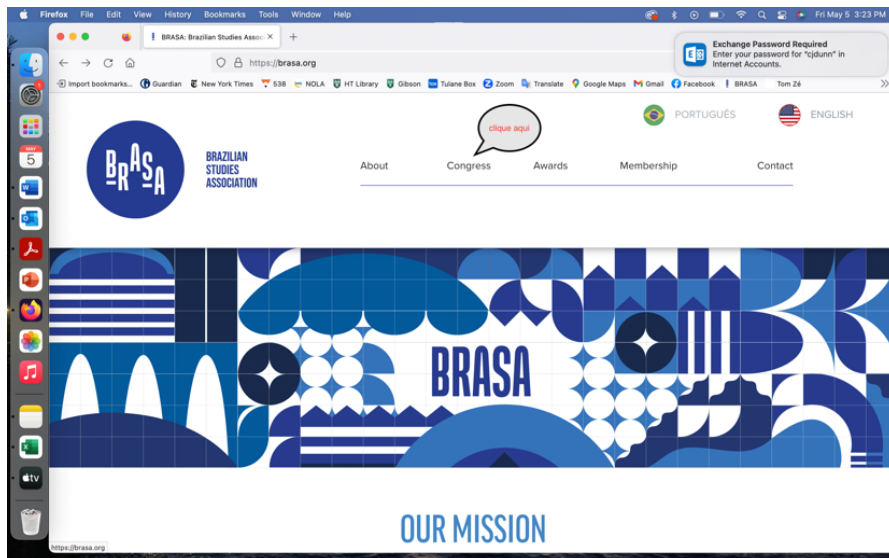 Firefox File Edit View History Bookmarks Tools Window Help
Fri May 5 3:23 PM
BRASA: Brazilian Studies Assoc
Exchange Password Required
Enter your password for "cjdunn" in
Internet Accounts.
https://brasa.org
Import bookmarks... Guardian New York Times 538 NOLA HT Library Gibson Tulane Box Zoom Translate Google Maps Gmail Facebook BRASA Tom Zé
MAY
5
clique aqui
PORTUGUÊS
ENGLISH
BRASA
BRAZILIAN
STUDIES
ASSOCIATION
About Congress Awards Membership Contact
BRASA
tv
OUR MISSION
https://brasa.org